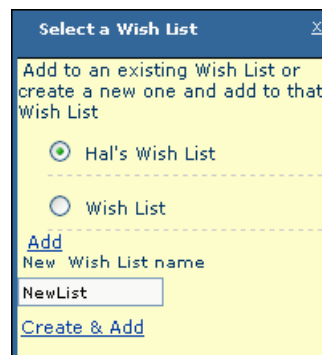 Select a Wish List X
Add to an existing Wish List or
create a new one and add to that
Wish List
Hal's Wish List
Wish List
Add
New Wish List name
NewList
Create & Add